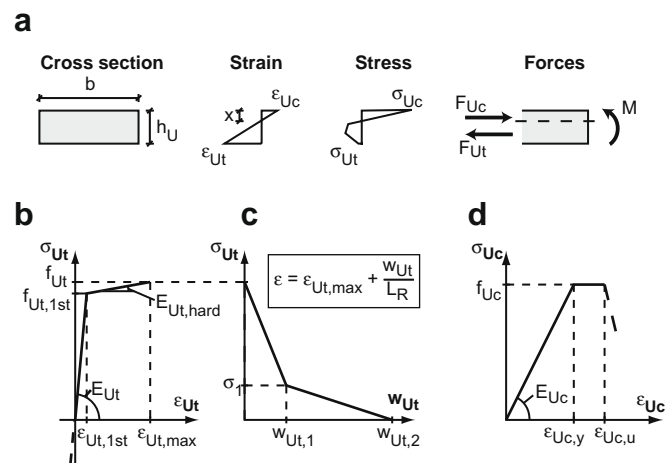 a
Cross section Strain Stress Forces
b
h_U
x
ε_Uc
ε_Ut
σ_Uc
σ_Ut
F_Uc
F_Ut
M
b
σ_Ut
f_Ut
f_Ut,1st
E_Ut,hard
E_Ut
ε_Ut
ε_Ut,1st ε_Ut,max
c
σ_Ut
ε = ε_Ut,max + w_Ut / L_R
σ_1
w_Ut
w_Ut,1 w_Ut,2
d
σ_Uc
f_Uc
E_Uc
ε_Uc
ε_Uc,y ε_Uc,u